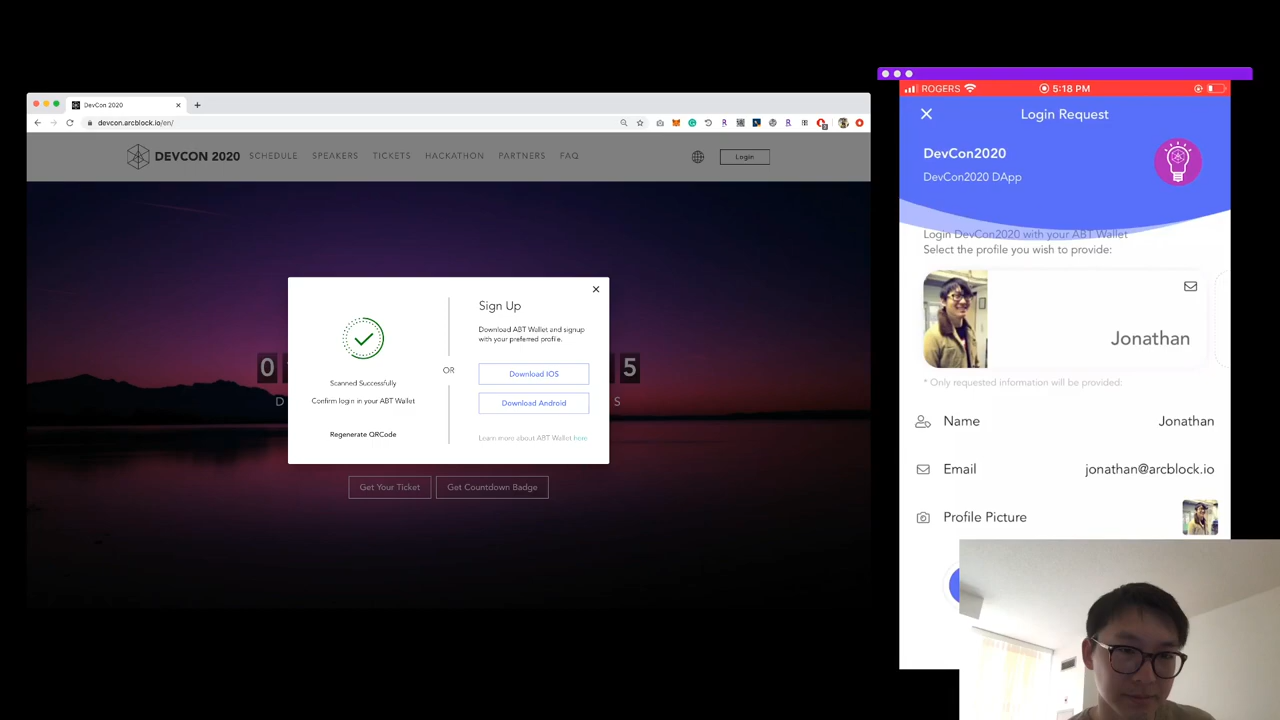 DevCon 2020
devcon.arcblock.io/en/
DEVCON 2020
SCHEDULE
SPEAKERS
TICKETS
HACKATHON
PARTNERS
FAQ
Login
Scanned Successfully
Confirm login in your ABT Wallet
Regenerate QRCode
OR
Sign Up
Download ABT Wallet and signup
with your preferred profile.
Download IOS
Download Android
Learn more about ABT Wallet here
0
5
D
S
Get Your Ticket
Get Countdown Badge
ROGERS
5:18 PM
Login Request
DevCon2020
DevCon2020 DApp
Login DevCon2020 with your ABT Wallet
Select the profile you wish to provide:
Jonathan
* Only requested information will be provided:
Name
Jonathan
Email
jonathan@arcblock.io
Profile Picture